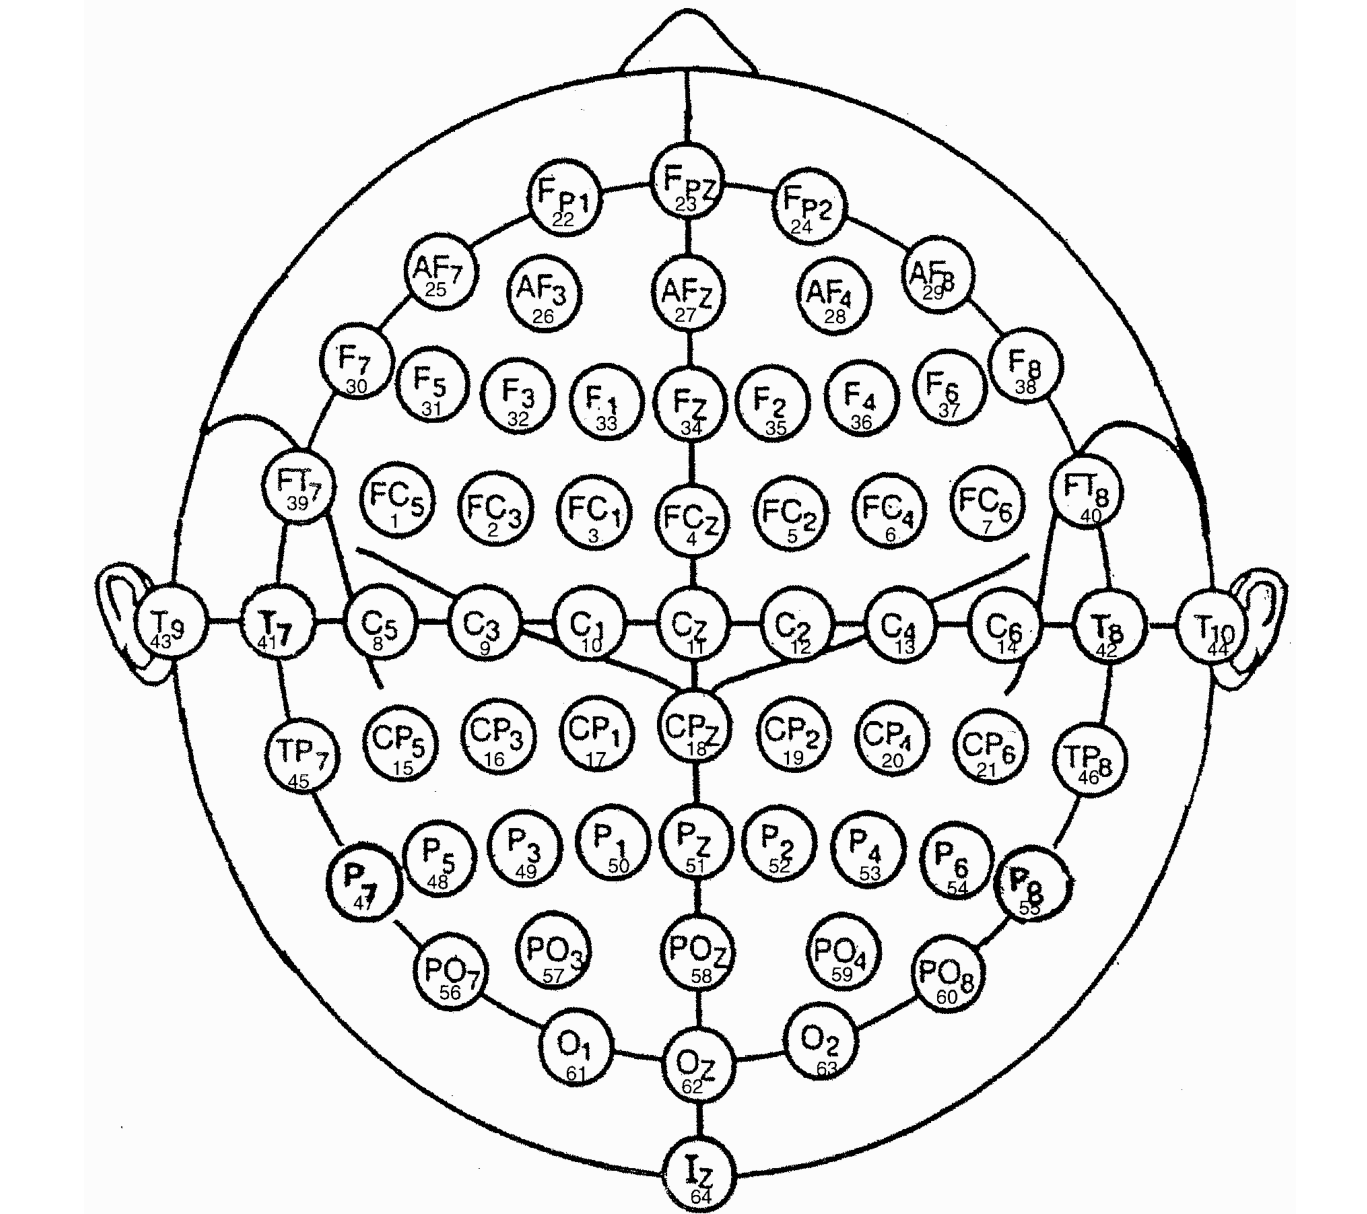 FP1 22
FPZ 23
FP2 24
AF7 25
AF3 26
AFZ 27
AF4 28
AF8 29
F7 30
F5 31
F3 32
F1 33
FZ 34
F2 35
F4 36
F6 37
F8 38
FT7 39
FC5 1
FC3 2
FC1 3
FCZ 4
FC2 5
FC4 6
FC6 7
FT8 40
T9 43
T7 41
C5 8
C3 9
C1 10
CZ 11
C2 12
C4 13
C6 14
T8 42
T10 44
TP7 45
CP5 15
CP3 16
CP1 17
CPZ 18
CP2 19
CP4 20
CP6 21
TP8 46
P7 47
P5 48
P3 49
P1 50
PZ 51
P2 52
P4 53
P6 54
P8 55
PO7 56
PO3 57
POZ 58
PO4 59
PO8 60
O1 61
OZ 62
O2 63
IZ 64